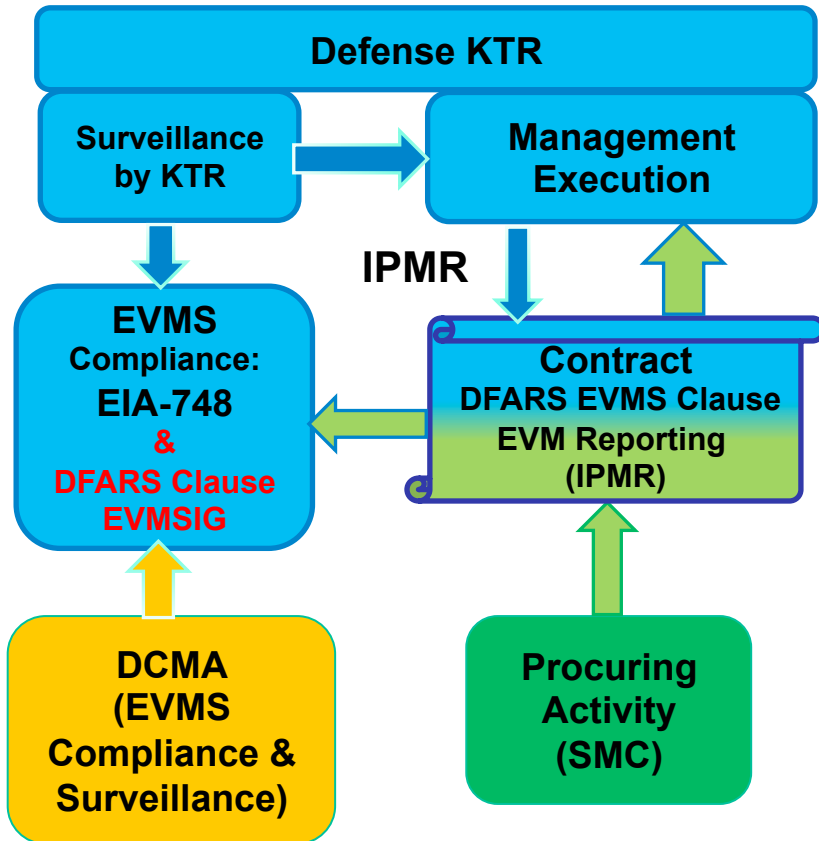 Defense KTR
Surveillance
by KTR
Management
Execution
IPMR
EVMS
Compliance:
EIA-748
&
DFARS Clause
EVMSIG
Contract
DFARS EVMS Clause
EVM Reporting
(IPMR)
DCMA
(EVMS
Compliance &
Surveillance)
Procuring
Activity
(SMC)